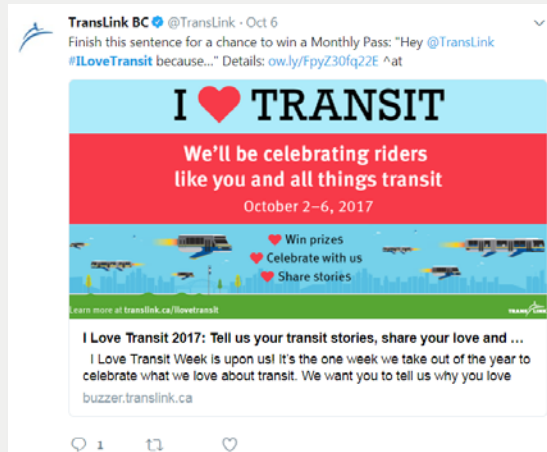 TransLink BC @TransLink · Oct 6
Finish this sentence for a chance to win a Monthly Pass: "Hey @TransLink
#ILoveTransit because..." Details: ow.ly/FpyZ30fq22E ^at
I ♥ TRANSIT
We'll be celebrating riders
like you and all things transit
October 2–6, 2017
Win prizes
Celebrate with us
Share stories
Learn more at translink.ca/ilovetransit
TRANSLINK
I Love Transit 2017: Tell us your transit stories, share your love and ...
I Love Transit Week is upon us! It's the one week we take out of the year to
celebrate what we love about transit. We want you to tell us why you love
buzzer.translink.ca
1